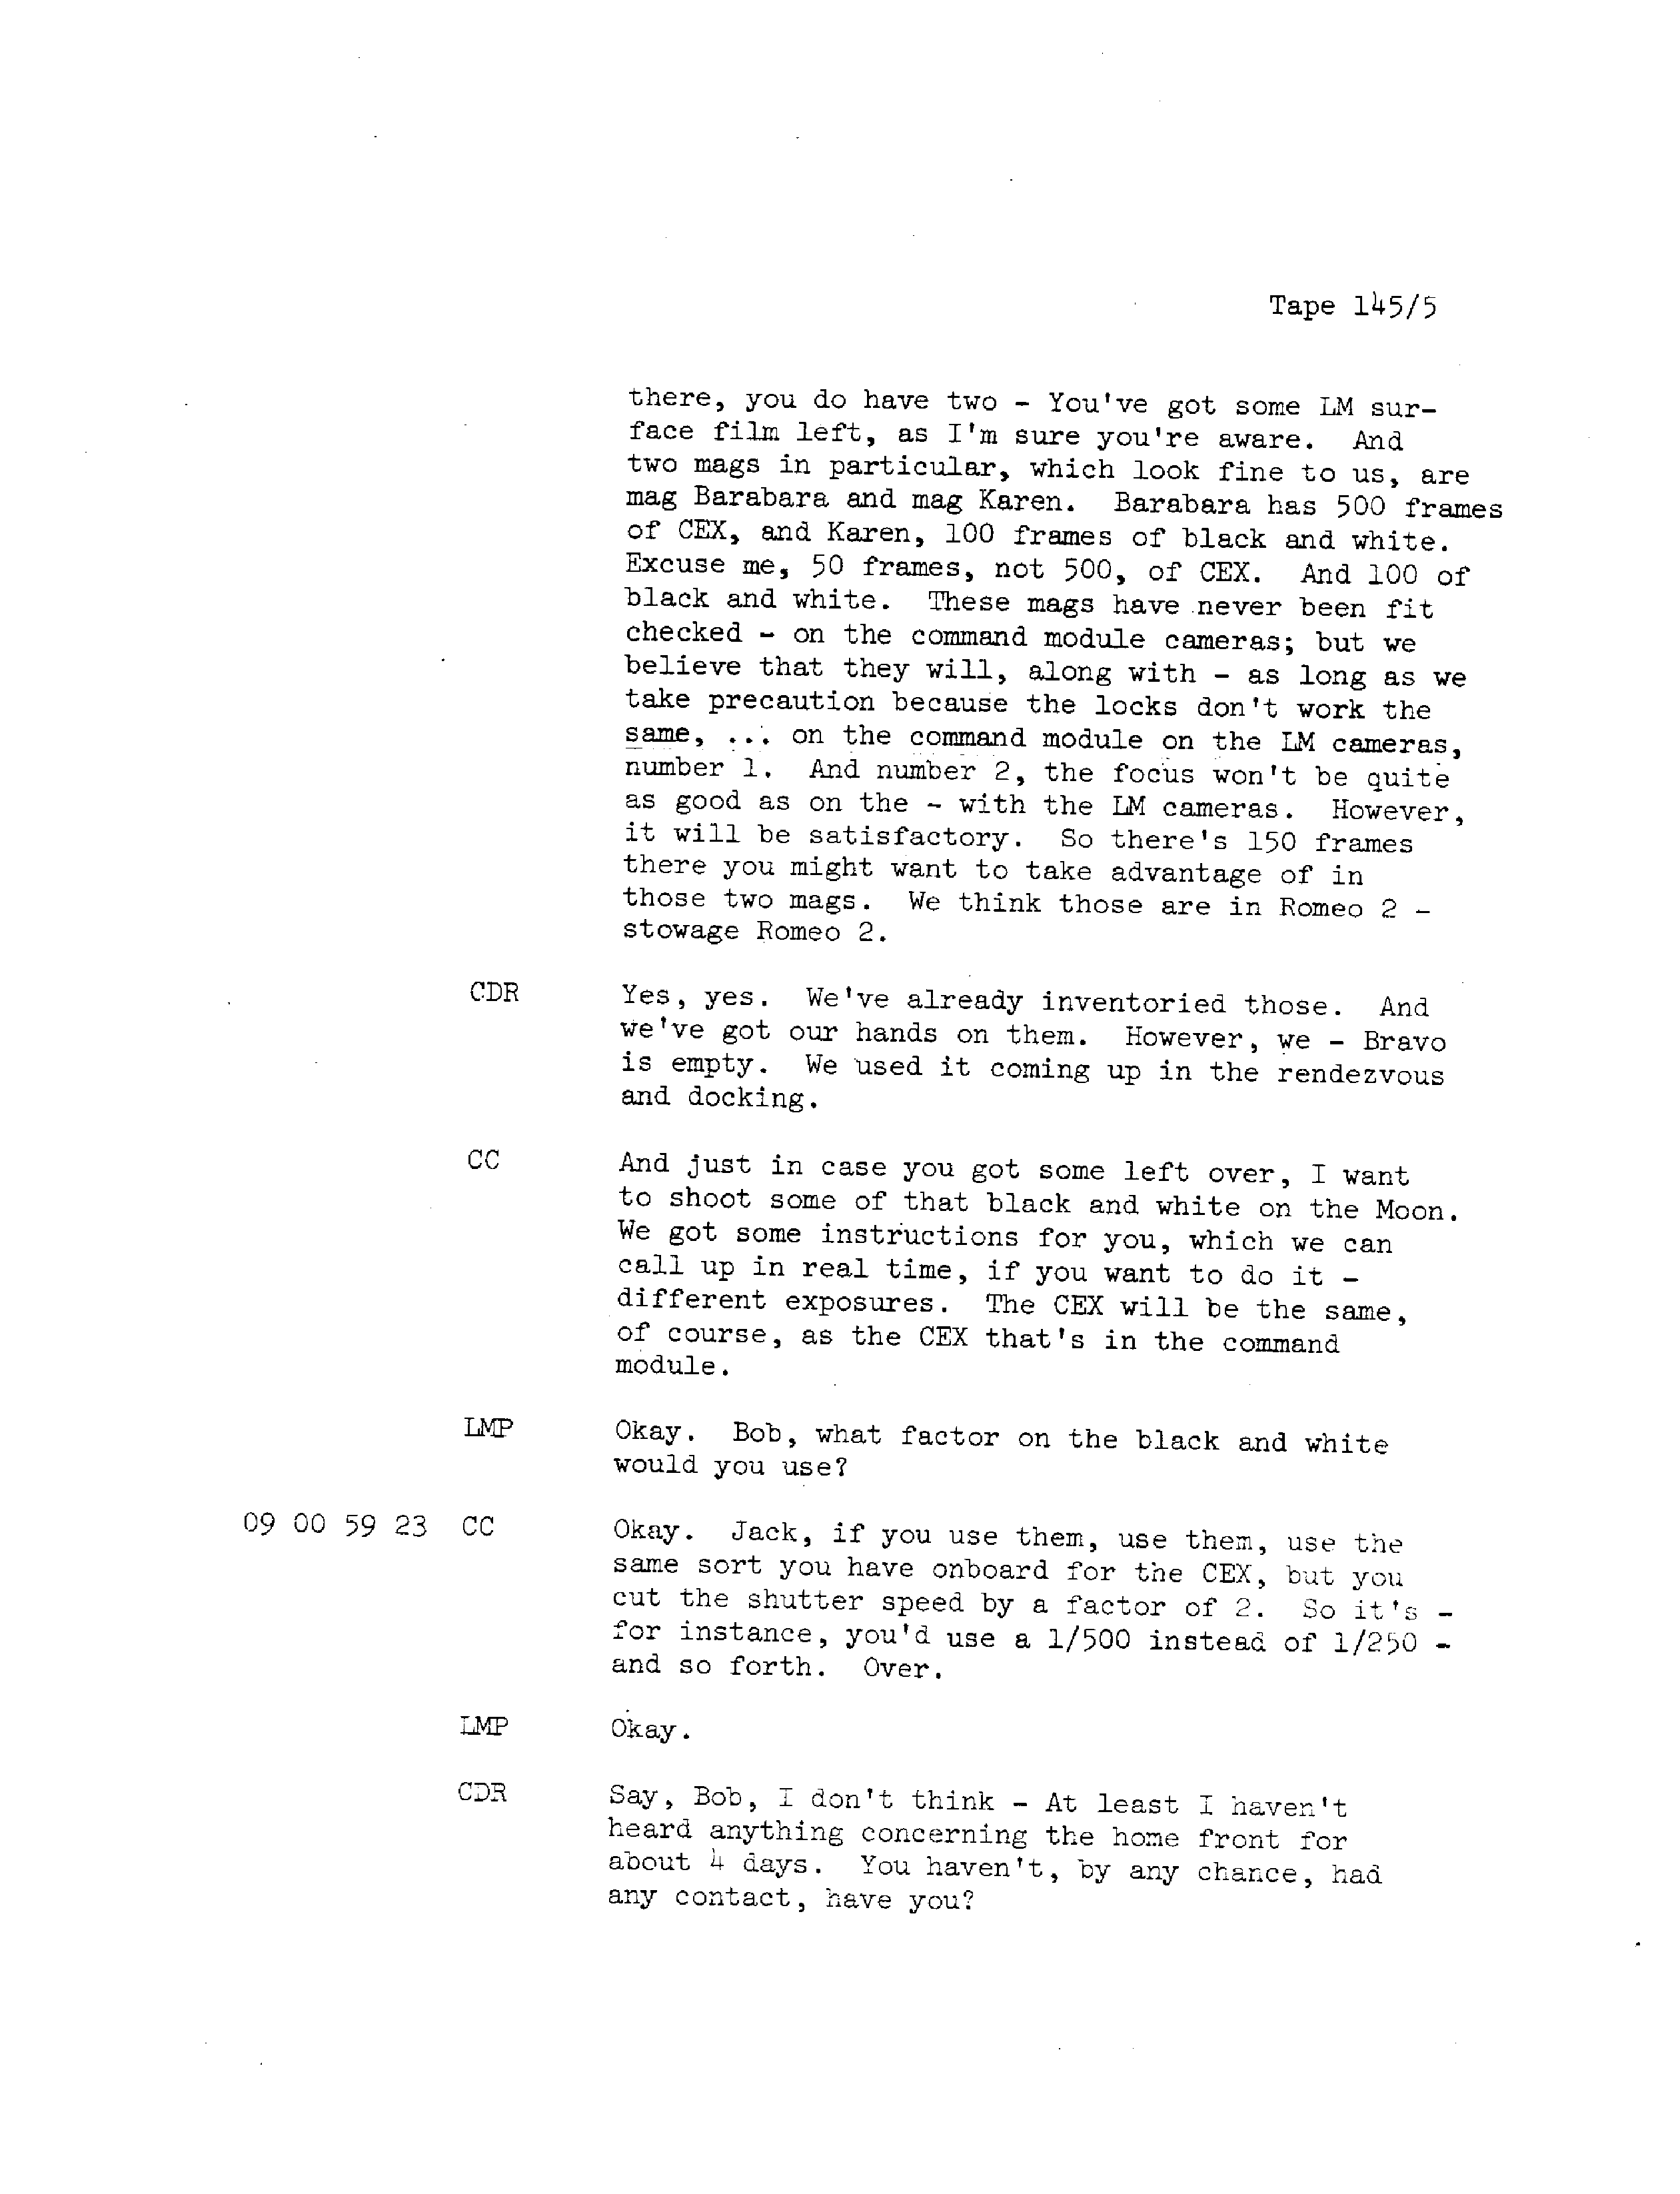 Tape 145/5
there, you do have two - You've got some LM sur-
face film left, as I'm sure you're aware. And
two mags in particular, which look fine to us, are
mag Barabara and mag Karen. Barabara has 500 frames
of CEX, and Karen, 100 frames of black and white.
Excuse me, 50 frames, not 500, of CEX. And 100 of
black and white. These mags have never been fit
checked - on the command module cameras; but we
believe that they will, along with - as long as we
take precaution because the locks don't work the
same, ... on the command module on the LM cameras,
number 1. And number 2, the focus won't be quite
as good as on the - with the LM cameras. However,
it will be satisfactory. So there's 150 frames
there you might want to take advantage of in
those two mags. We think those are in Romeo 2 -
stowage Romeo 2.
CDR Yes, yes. We've already inventoried those. And
we've got our hands on them. However, we - Bravo
is empty. We used it coming up in the rendezvous
and docking.
CC And just in case you got some left over, I want
to shoot some of that black and white on the Moon.
We got some instructions for you, which we can
call up in real time, if you want to do it -
different exposures. The CEX will be the same,
of course, as the CEX that's in the command
module.
LMP Okay. Bob, what factor on the black and white
would you use?
09 00 59 23 CC Okay. Jack, if you use them, use them, use the
same sort you have onboard for the CEX, but you
cut the shutter speed by a factor of 2. So it's -
for instance, you'd use a 1/500 instead of 1/250 -
and so forth. Over.
LMP Okay.
CDR Say, Bob, I don't think - At least I haven't
heard anything concerning the home front for
about 4 days. You haven't, by any chance, had
any contact, have you?